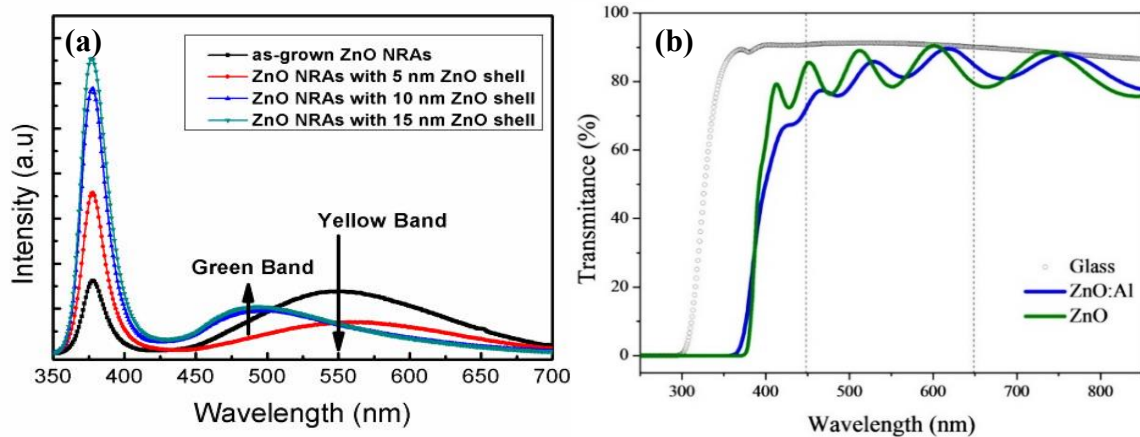 (a)
as-grown ZnO NRAs
ZnO NRAs with 5 nm ZnO shell
ZnO NRAs with 10 nm ZnO shell
ZnO NRAs with 15 nm ZnO shell
Yellow Band
Green Band
Intensity (a.u)
350 400 450 500 550 600 650 700
Wavelength (nm)
(b)
100
80
60
40
20
0
Transmitance (%)
Glass
ZnO:Al
ZnO
300 400 500 600 700 800
Wavelength (nm)